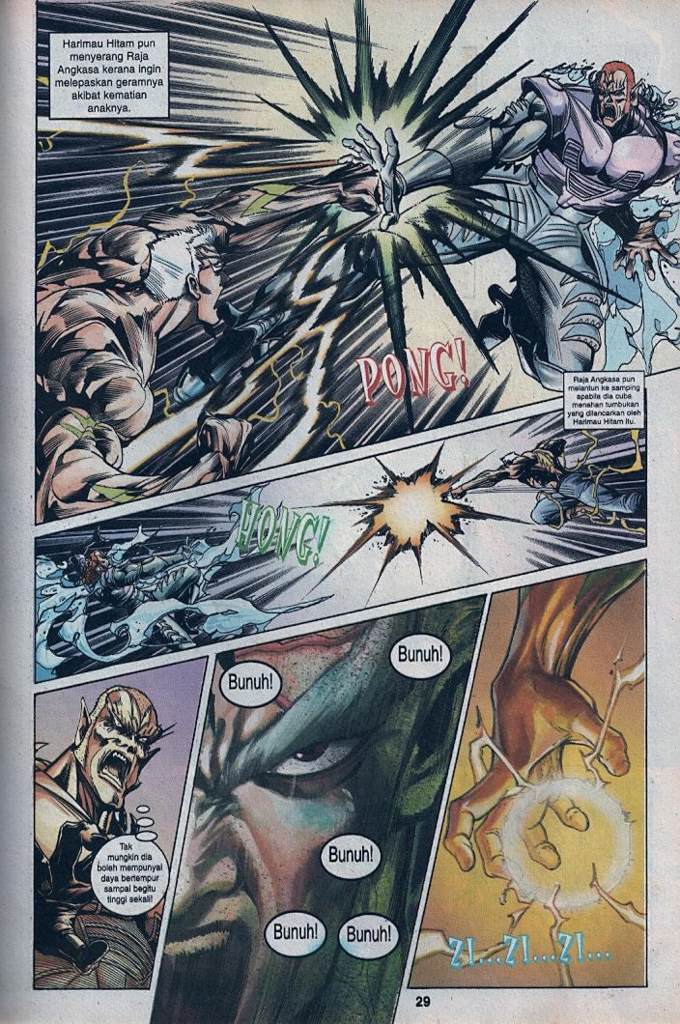 Harimau Hitam pun
menyerang Raja
Angkasa kerana ingin
melepaskan geramnya
akibat kematian
anaknya.
PONG!
Raja Angkasa pun
melantun ke samping
apabila dia cuba
menahan tumbukan
yang dilancarkan oleh
Harimau Hitam itu.
HONG!
Tak
mungkin dia
boleh mempunyai
daya bertempur
sampai begitu
tinggi sekali!
Bunuh!
Bunuh!
Bunuh!
Bunuh!
Bunuh!
ZI...ZI...ZI...
29